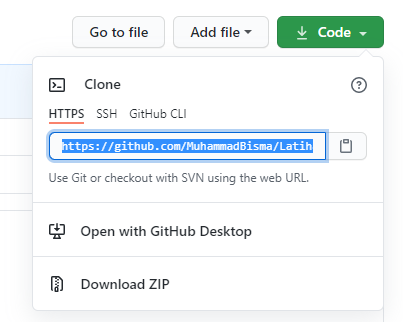 Go to file Add file Code
Clone
HTTPS SSH GitHub CLI
https://github.com/MuhammadBisma/Latih
Use Git or checkout with SVN using the web URL.
Open with GitHub Desktop
Download ZIP